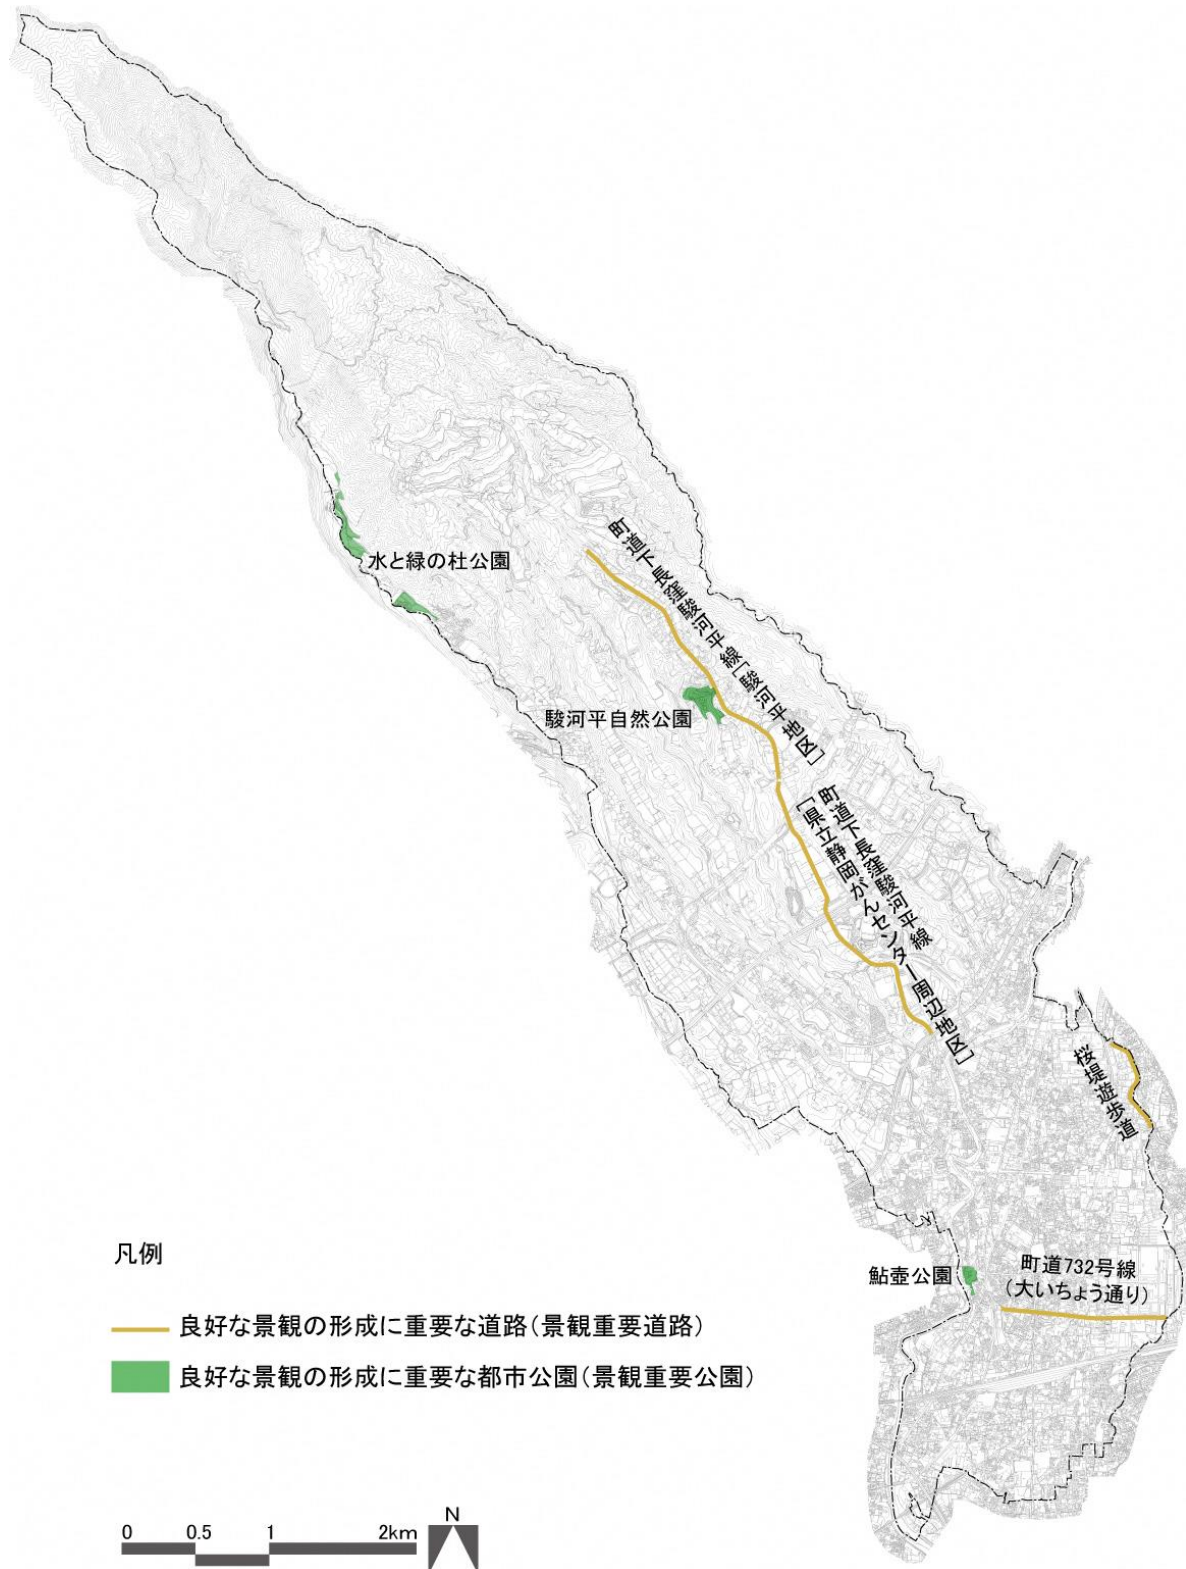 水と緑の杜公園
町道下長窪駿河平線[駿河平地区]
駿河平自然公園
町道下長窪駿河平線
[県立静岡がんセンター周辺地区]
桜堤遊歩道
鮎壺公園
町道732号線
(大いちょう通り)
凡例
良好な景観の形成に重要な道路(景観重要道路)
良好な景観の形成に重要な都市公園(景観重要公園)
0 0.5 1 2km
N